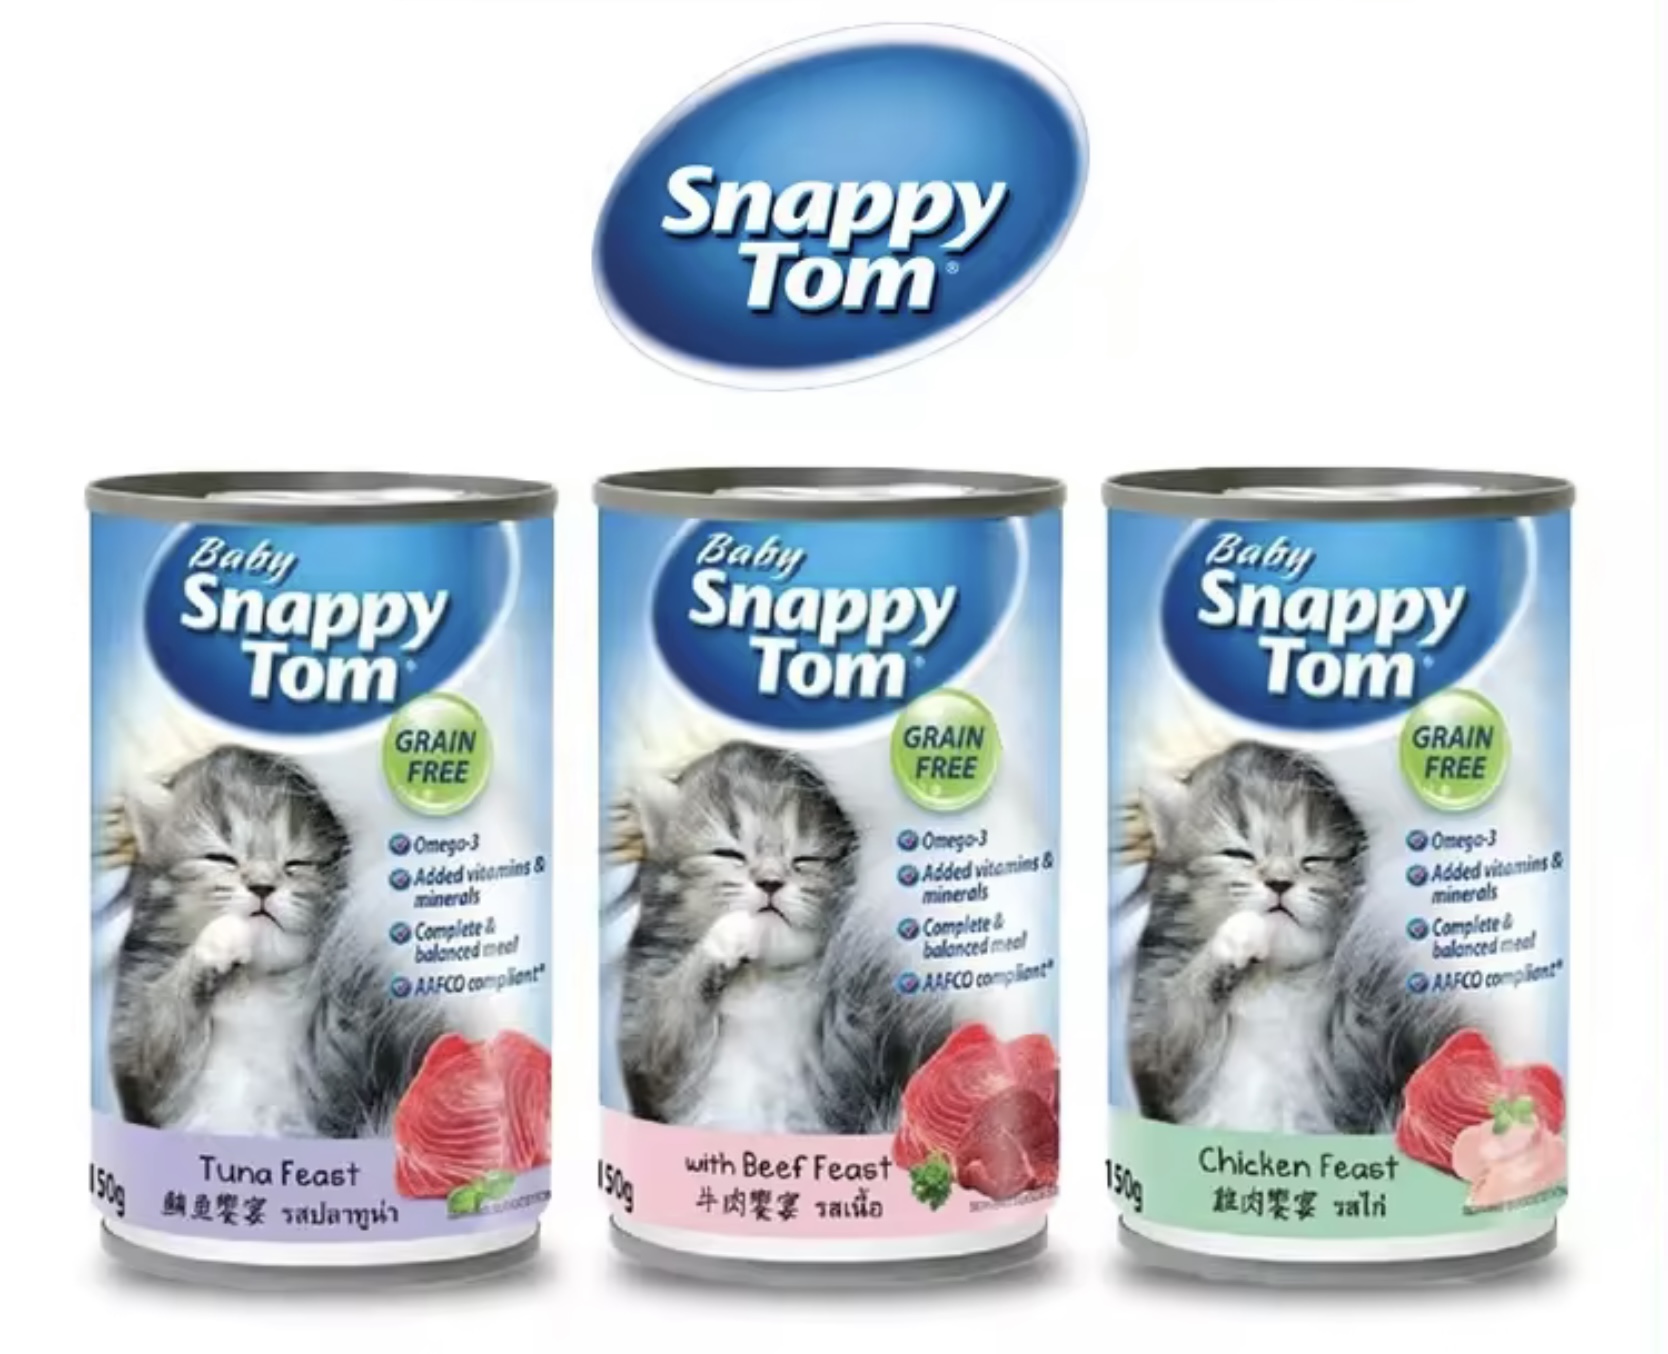 Snappy
Tom®
Baby
Snappy
Tom
GRAIN
FREE
Omega-3
Added vitamins &
minerals
Complete &
balanced meal
AAFCO compliant*
Tuna Feast
鮪魚饗宴 รสปลาทูน่า
150g
Baby
Snappy
Tom
GRAIN
FREE
Omega-3
Added vitamins &
minerals
Complete &
balanced meal
AAFCO compliant*
with Beef Feast
牛肉饗宴 รสเนื้อ
150g
Baby
Snappy
Tom
GRAIN
FREE
Omega-3
Added vitamins &
minerals
Complete &
balanced meal
AAFCO compliant*
Chicken Feast
雞肉饗宴 รสไก่
150g